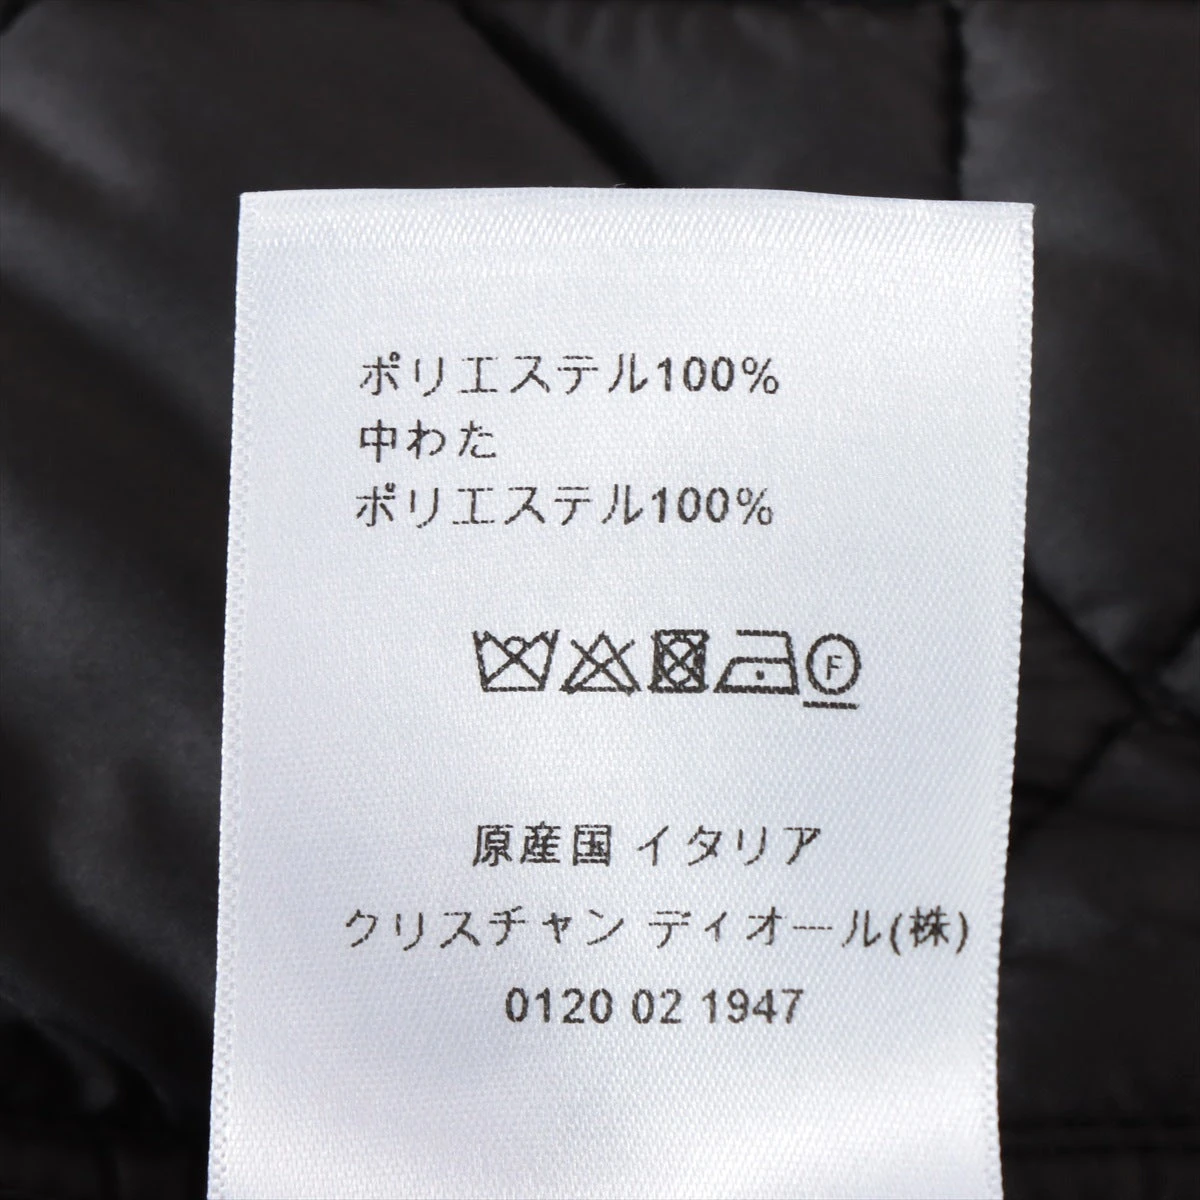 ポリエステル100%
中わた
ポリエステル100%
F
原産国 イタリア
クリスチャン ディオール(株)
0120 02 1947